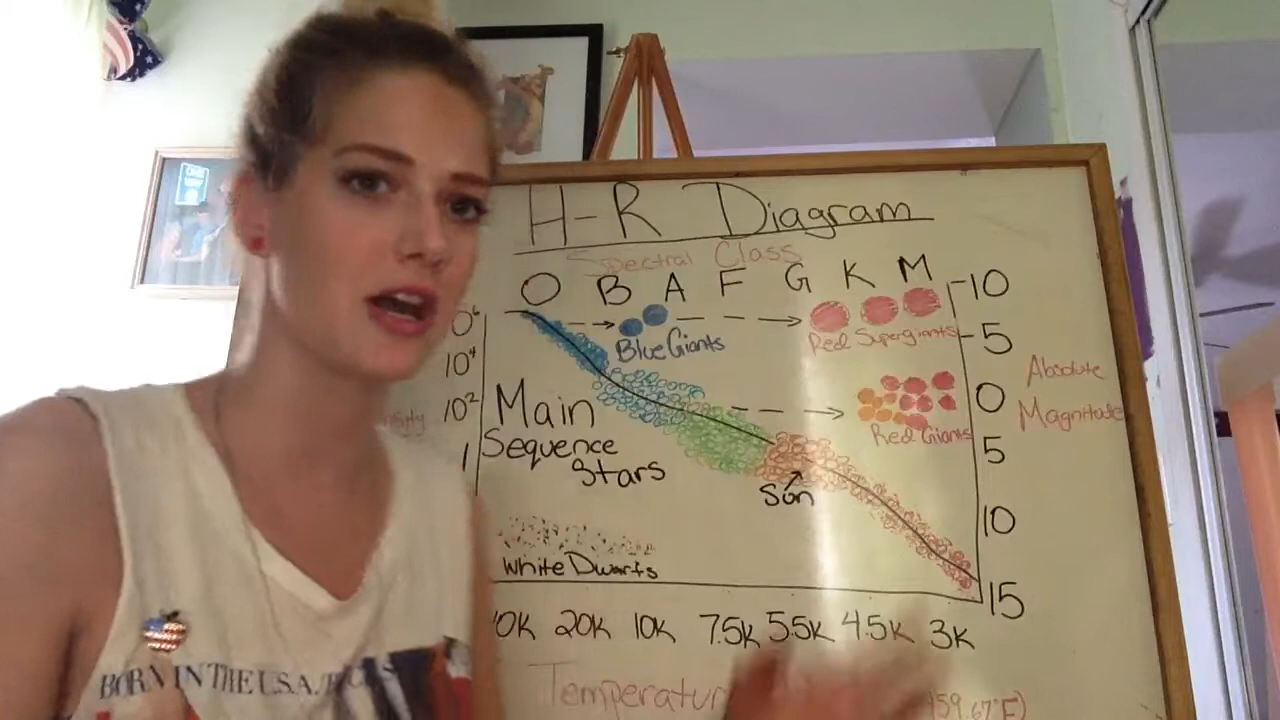 H-R Diagram
Spectral Class
O B A F G K M
-10
Blue Giants
Red Supergiants
-5
10⁴
Absolute
Magnitude
10² Main
0
Red Giants
Sequence
1
5
Stars
Sun
10
White Dwarfs
15
20K 10K 7.5K 5.5K 4.5K 3K
BORN IN THE U.S.A.